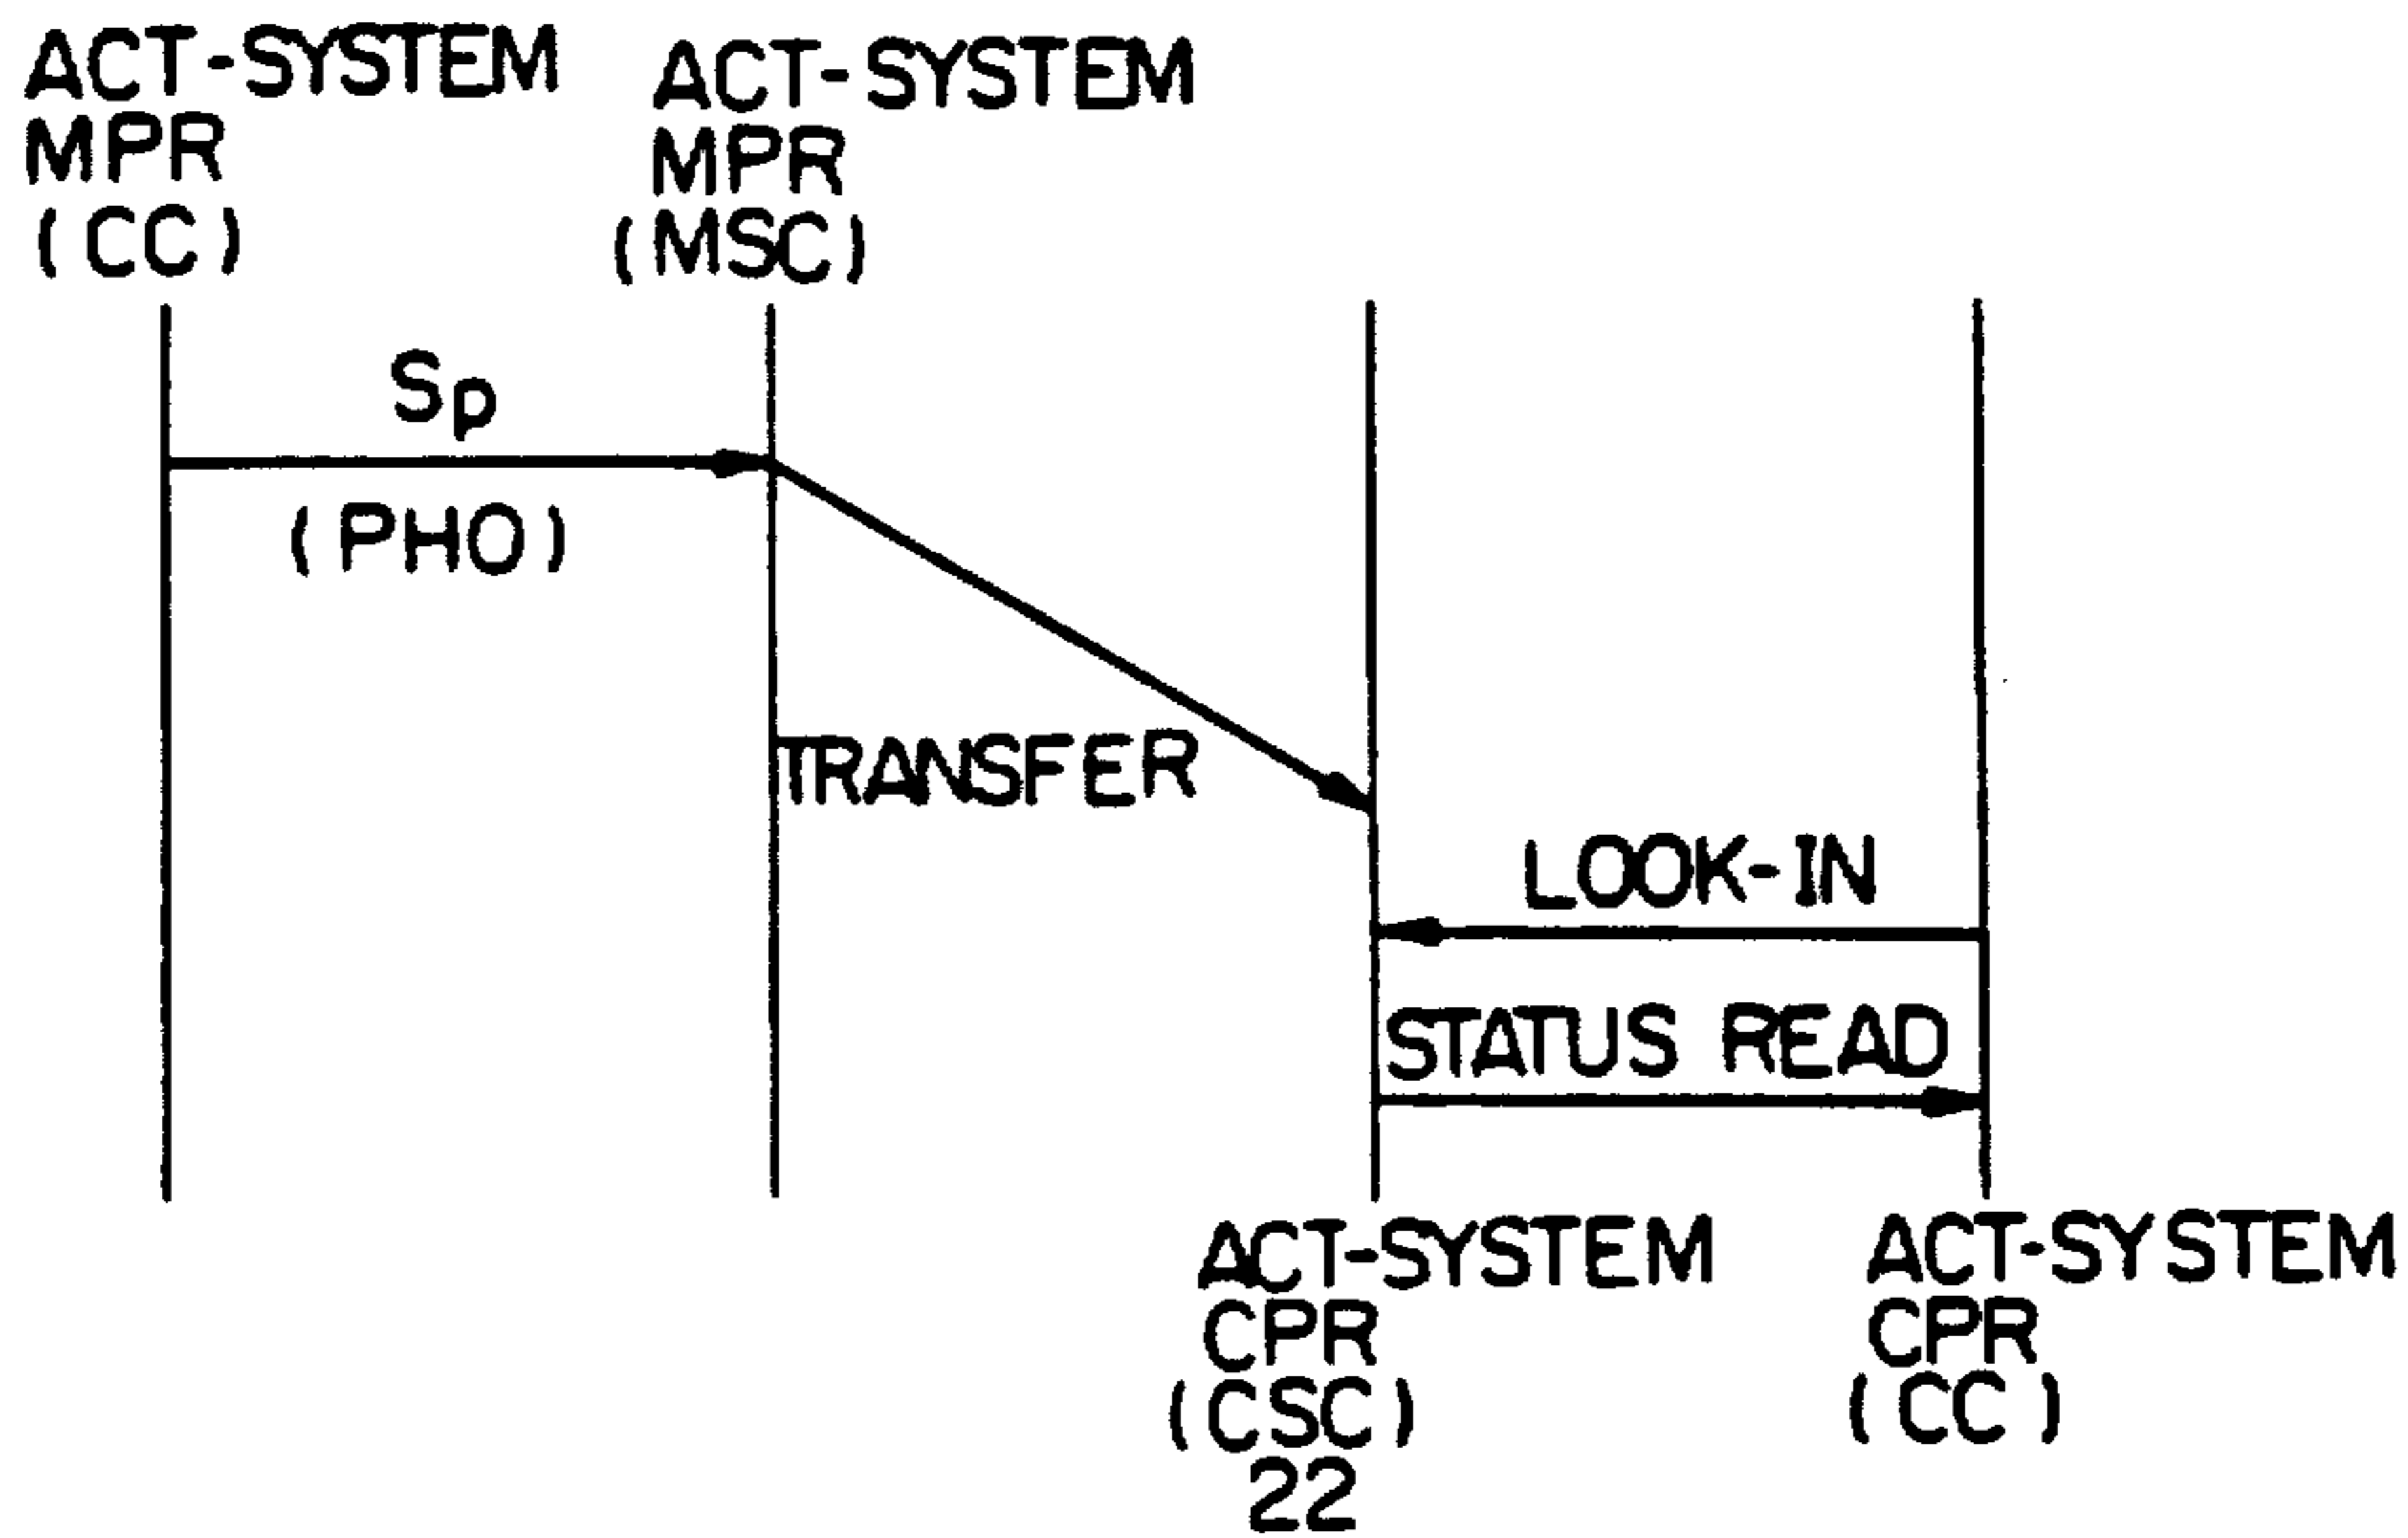 ACT-SYSTEM
MPR
(CC)
ACT-SYSTEM
MPR
(MSC)
Sp
(PHO)
TRANSFER
LOOK-IN
STATUS READ
ACT-SYSTEM
CPR
(CSC)
22
ACT-SYSTEM
CPR
(CC)